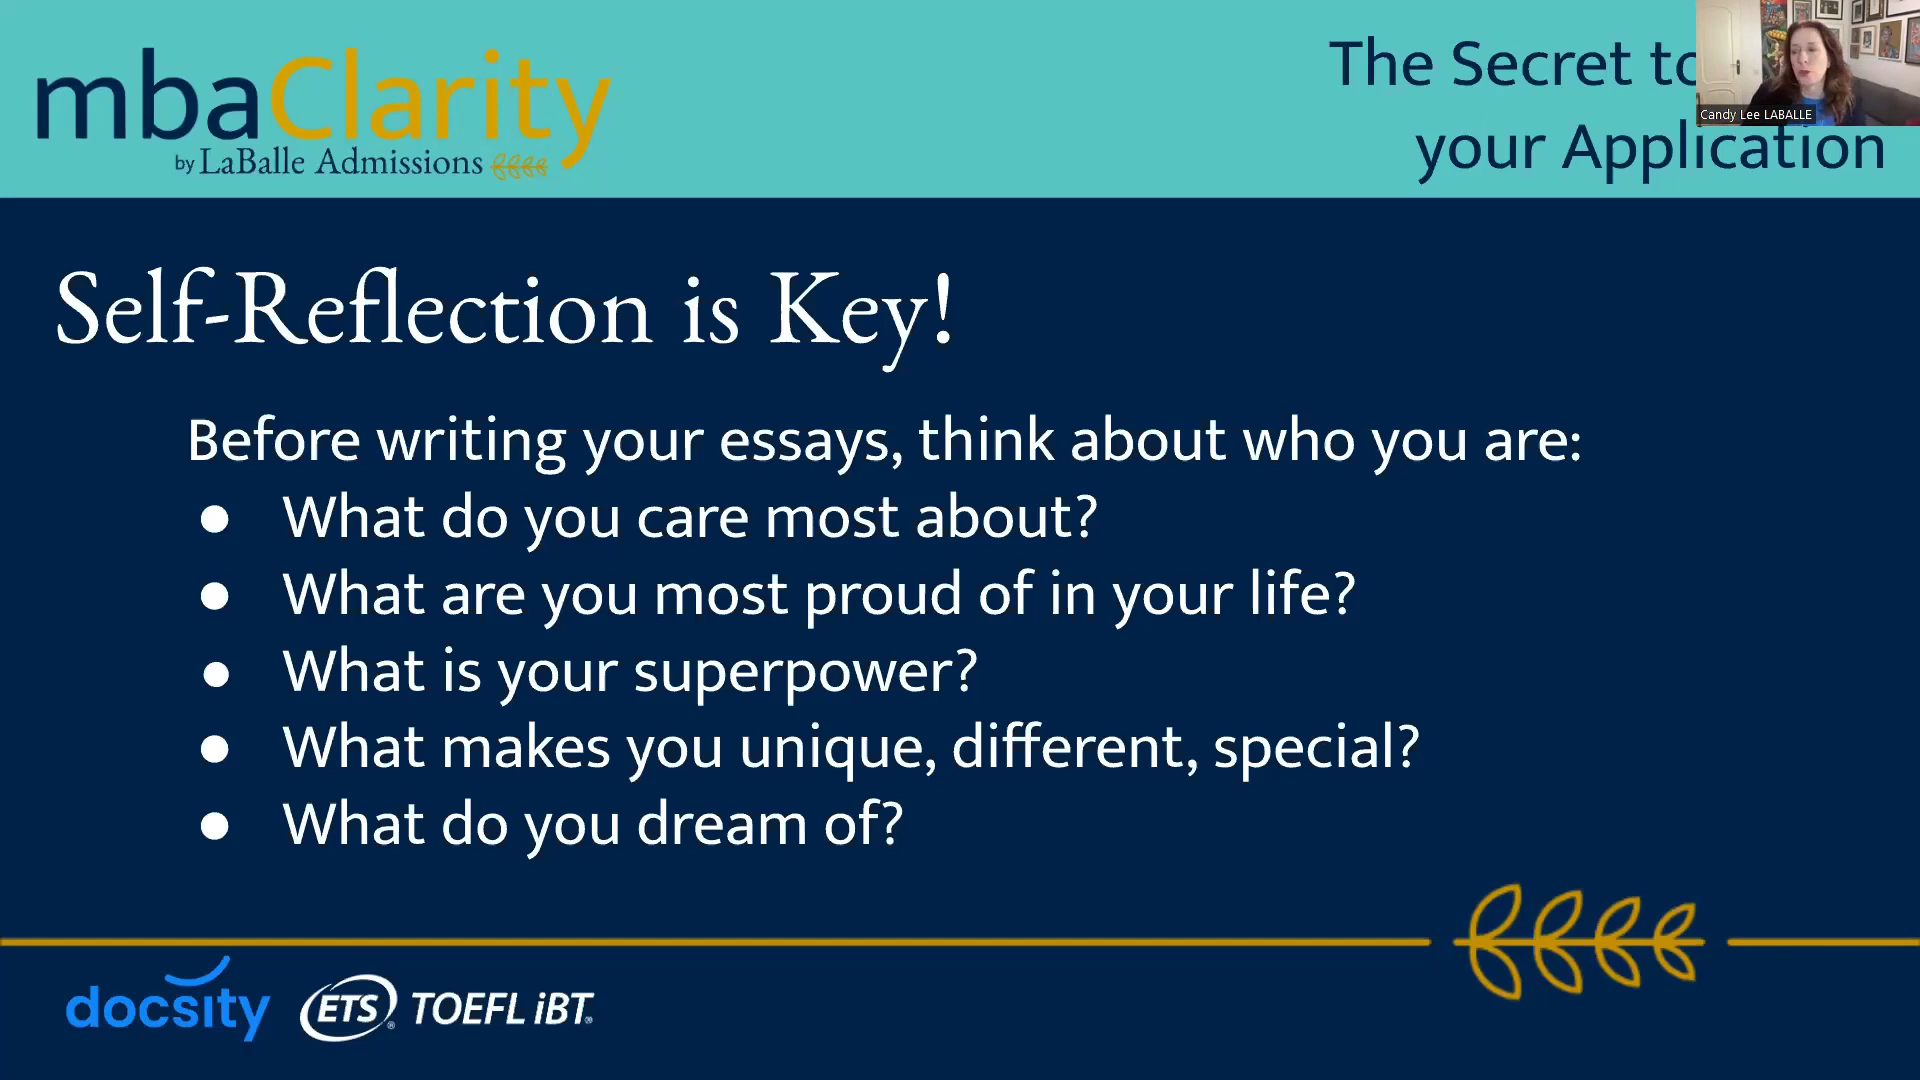 mbaClarity
by LaBalle Admissions
The Secret to
your Application
Candy Lee LABALLE
Self-Reflection is Key!
Before writing your essays, think about who you are:
● What do you care most about?
● What are you most proud of in your life?
● What is your superpower?
● What makes you unique, different, special?
● What do you dream of?
docsity
ETS® TOEFL iBT®